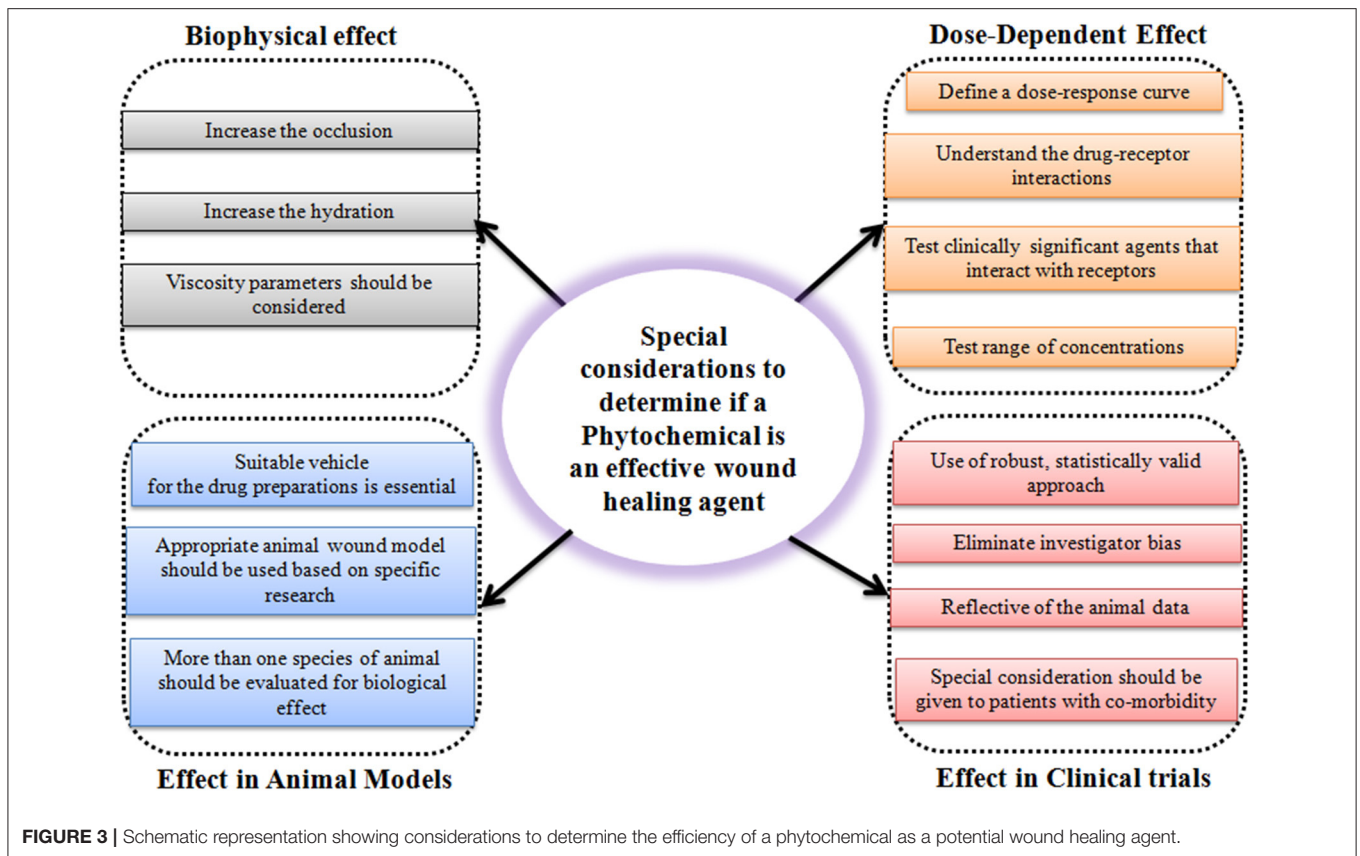 Biophysical effect
Increase the occlusion
Increase the hydration
Viscosity parameters should be
considered
Dose-Dependent Effect
Define a dose-response curve
Understand the drug-receptor
interactions
Test clinically significant agents that
interact with receptors
Test range of concentrations
Special
considerations to
determine if a
Phytochemical is
an effective wound
healing agent
Suitable vehicle
for the drug preparations is essential
Appropriate animal wound model
should be used based on specific
research
More than one species of animal
should be evaluated for biological
effect
Effect in Animal Models
Use of robust, statistically valid
approach
Eliminate investigator bias
Reflective of the animal data
Special consideration should be
given to patients with co-morbidity
Effect in Clinical trials
FIGURE 3 | Schematic representation showing considerations to determine the efficiency of a phytochemical as a potential wound healing agent.